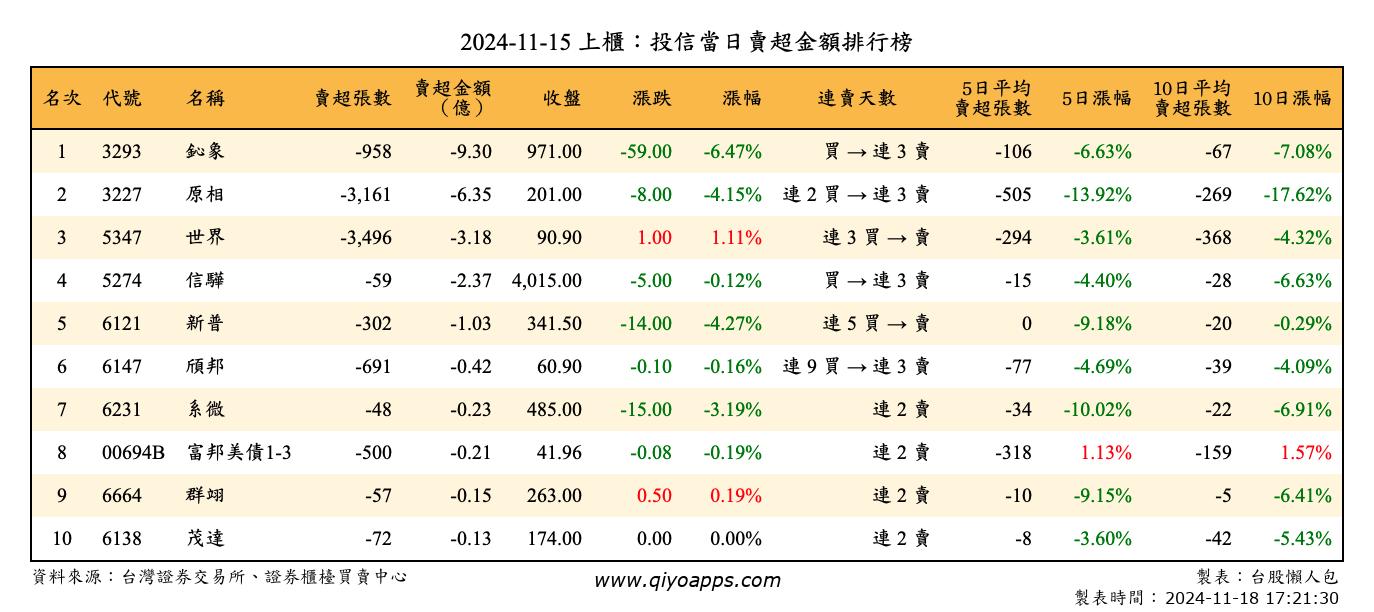 2024-11-15 上櫃：投信當日賣超金額排行榜
名次 代號 名稱 賣超張數 賣超金額（億） 收盤 漲跌 漲幅 連賣天數 5日平均賣超張數 5日漲幅 10日平均賣超張數 10日漲幅
1 3293 鈊象 -958 -9.30 971.00 -59.00 -6.47% 買 → 連 3 賣 -106 -6.63% -67 -7.08%
2 3227 原相 -3,161 -6.35 201.00 -8.00 -4.15% 連 2 買 → 連 3 賣 -505 -13.92% -269 -17.62%
3 5347 世界 -3,496 -3.18 90.90 1.00 1.11% 連 3 買 → 賣 -294 -3.61% -368 -4.32%
4 5274 信驊 -59 -2.37 4,015.00 -5.00 -0.12% 買 → 連 3 賣 -15 -4.40% -28 -6.63%
5 6121 新普 -302 -1.03 341.50 -14.00 -4.27% 連 5 買 → 賣 0 -9.18% -20 -0.29%
6 6147 頎邦 -691 -0.42 60.90 -0.10 -0.16% 連 9 買 → 連 3 賣 -77 -4.69% -39 -4.09%
7 6231 系微 -48 -0.23 485.00 -15.00 -3.19% 連 2 賣 -34 -10.02% -22 -6.91%
8 00694B 富邦美債1-3 -500 -0.21 41.96 -0.08 -0.19% 連 2 賣 -318 1.13% -159 1.57%
9 6664 群翊 -57 -0.15 263.00 0.50 0.19% 連 2 賣 -10 -9.15% -5 -6.41%
10 6138 茂達 -72 -0.13 174.00 0.00 0.00% 連 2 賣 -8 -3.60% -42 -5.43%
資料來源：台灣證券交易所、證券櫃檯買賣中心 www.qiyoapps.com 製表：台股懶人包
製表時間：2024-11-18 17:21:30